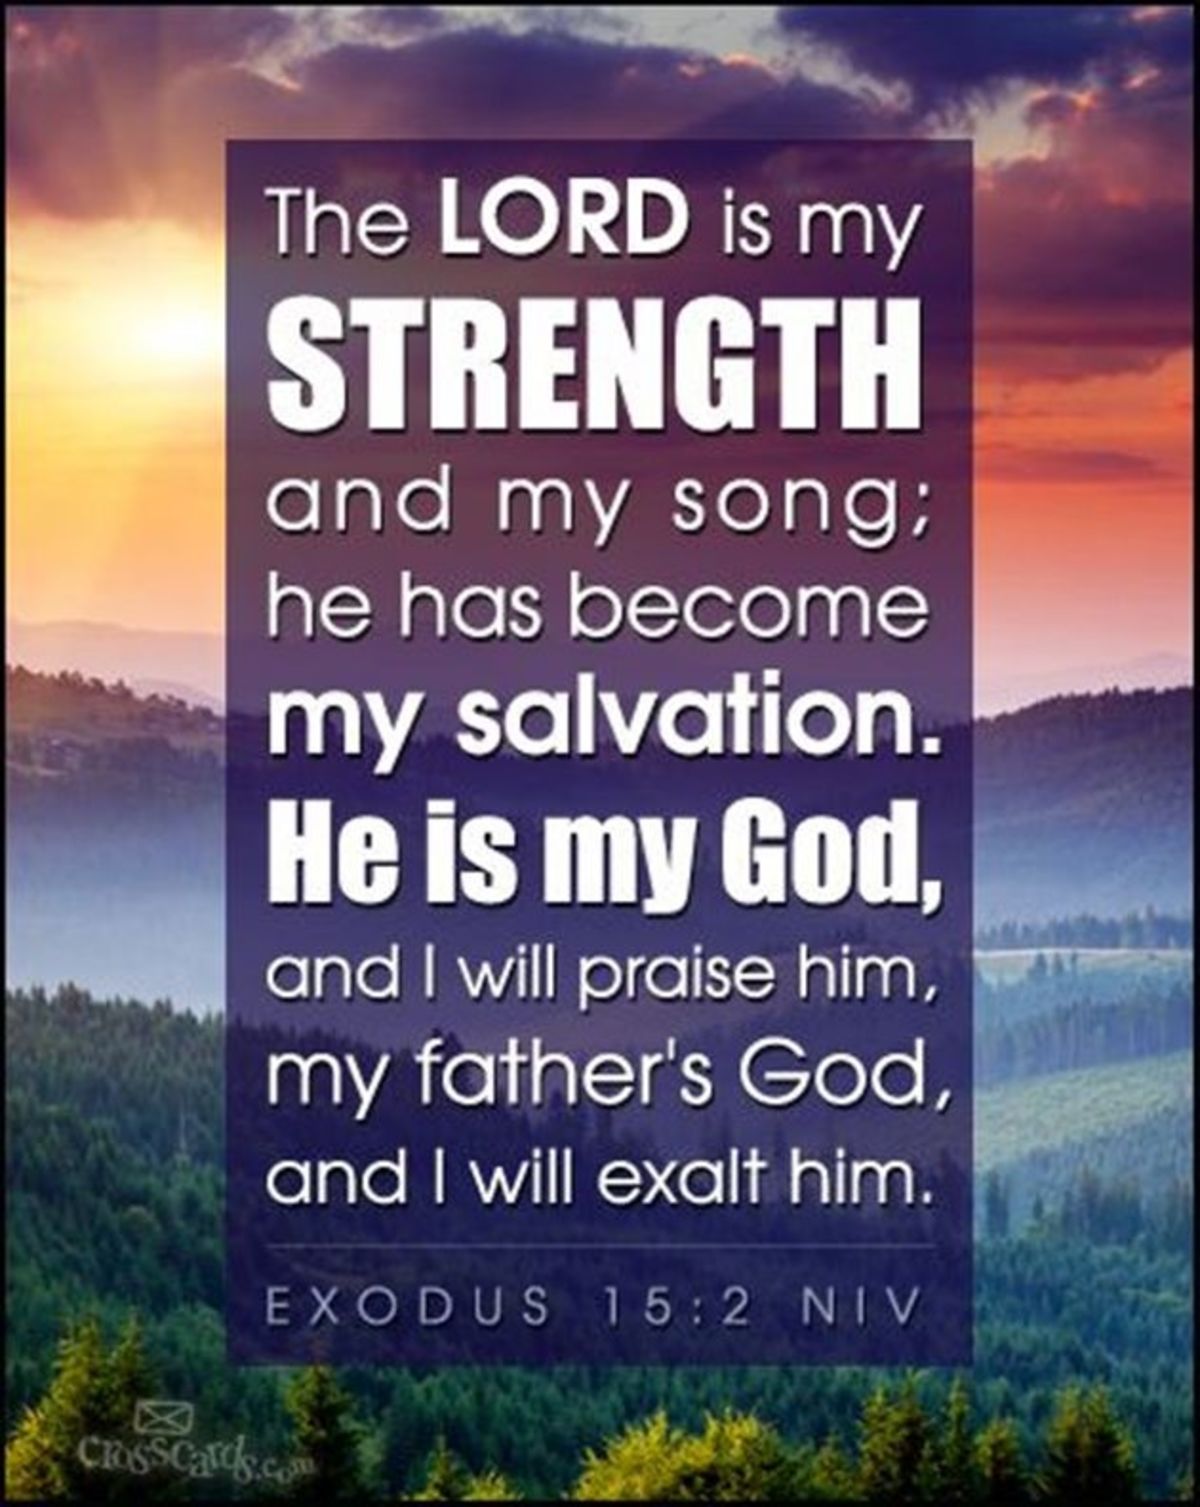 The LORD is my
STRENGTH
and my song;
he has become
my salvation.
He is my God,
and I will praise him,
my father's God,
and I will exalt him.
EXODUS 15:2 NIV
crosscards.com